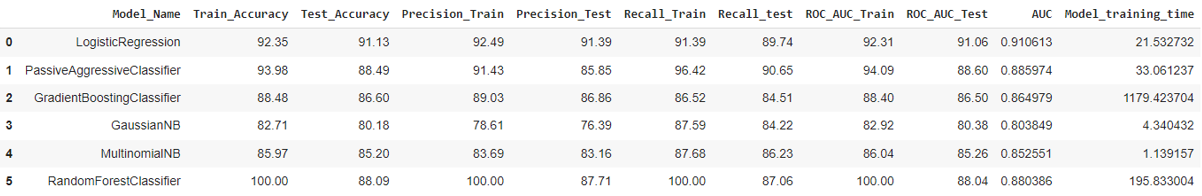 Model_Name Train_Accuracy Test_Accuracy Precision_Train Precision_Test Recall_Train Recall_test ROC_AUC_Train ROC_AUC_Test AUC Model_training_time
0 LogisticRegression 92.35 91.13 92.49 91.39 91.39 89.74 92.31 91.06 0.910613 21.532732
1 PassiveAggressiveClassifier 93.98 88.49 91.43 85.85 96.42 90.65 94.09 88.60 0.885974 33.061237
2 GradientBoostingClassifier 88.48 86.60 89.03 86.86 86.52 84.51 88.40 86.50 0.864979 1179.423704
3 GaussianNB 82.71 80.18 78.61 76.39 87.59 84.22 82.92 80.38 0.803849 4.340432
4 MultinomialNB 85.97 85.20 83.69 83.16 87.68 86.23 86.04 85.26 0.852551 1.139157
5 RandomForestClassifier 100.00 88.09 100.00 87.71 100.00 87.06 100.00 88.04 0.880386 195.833004